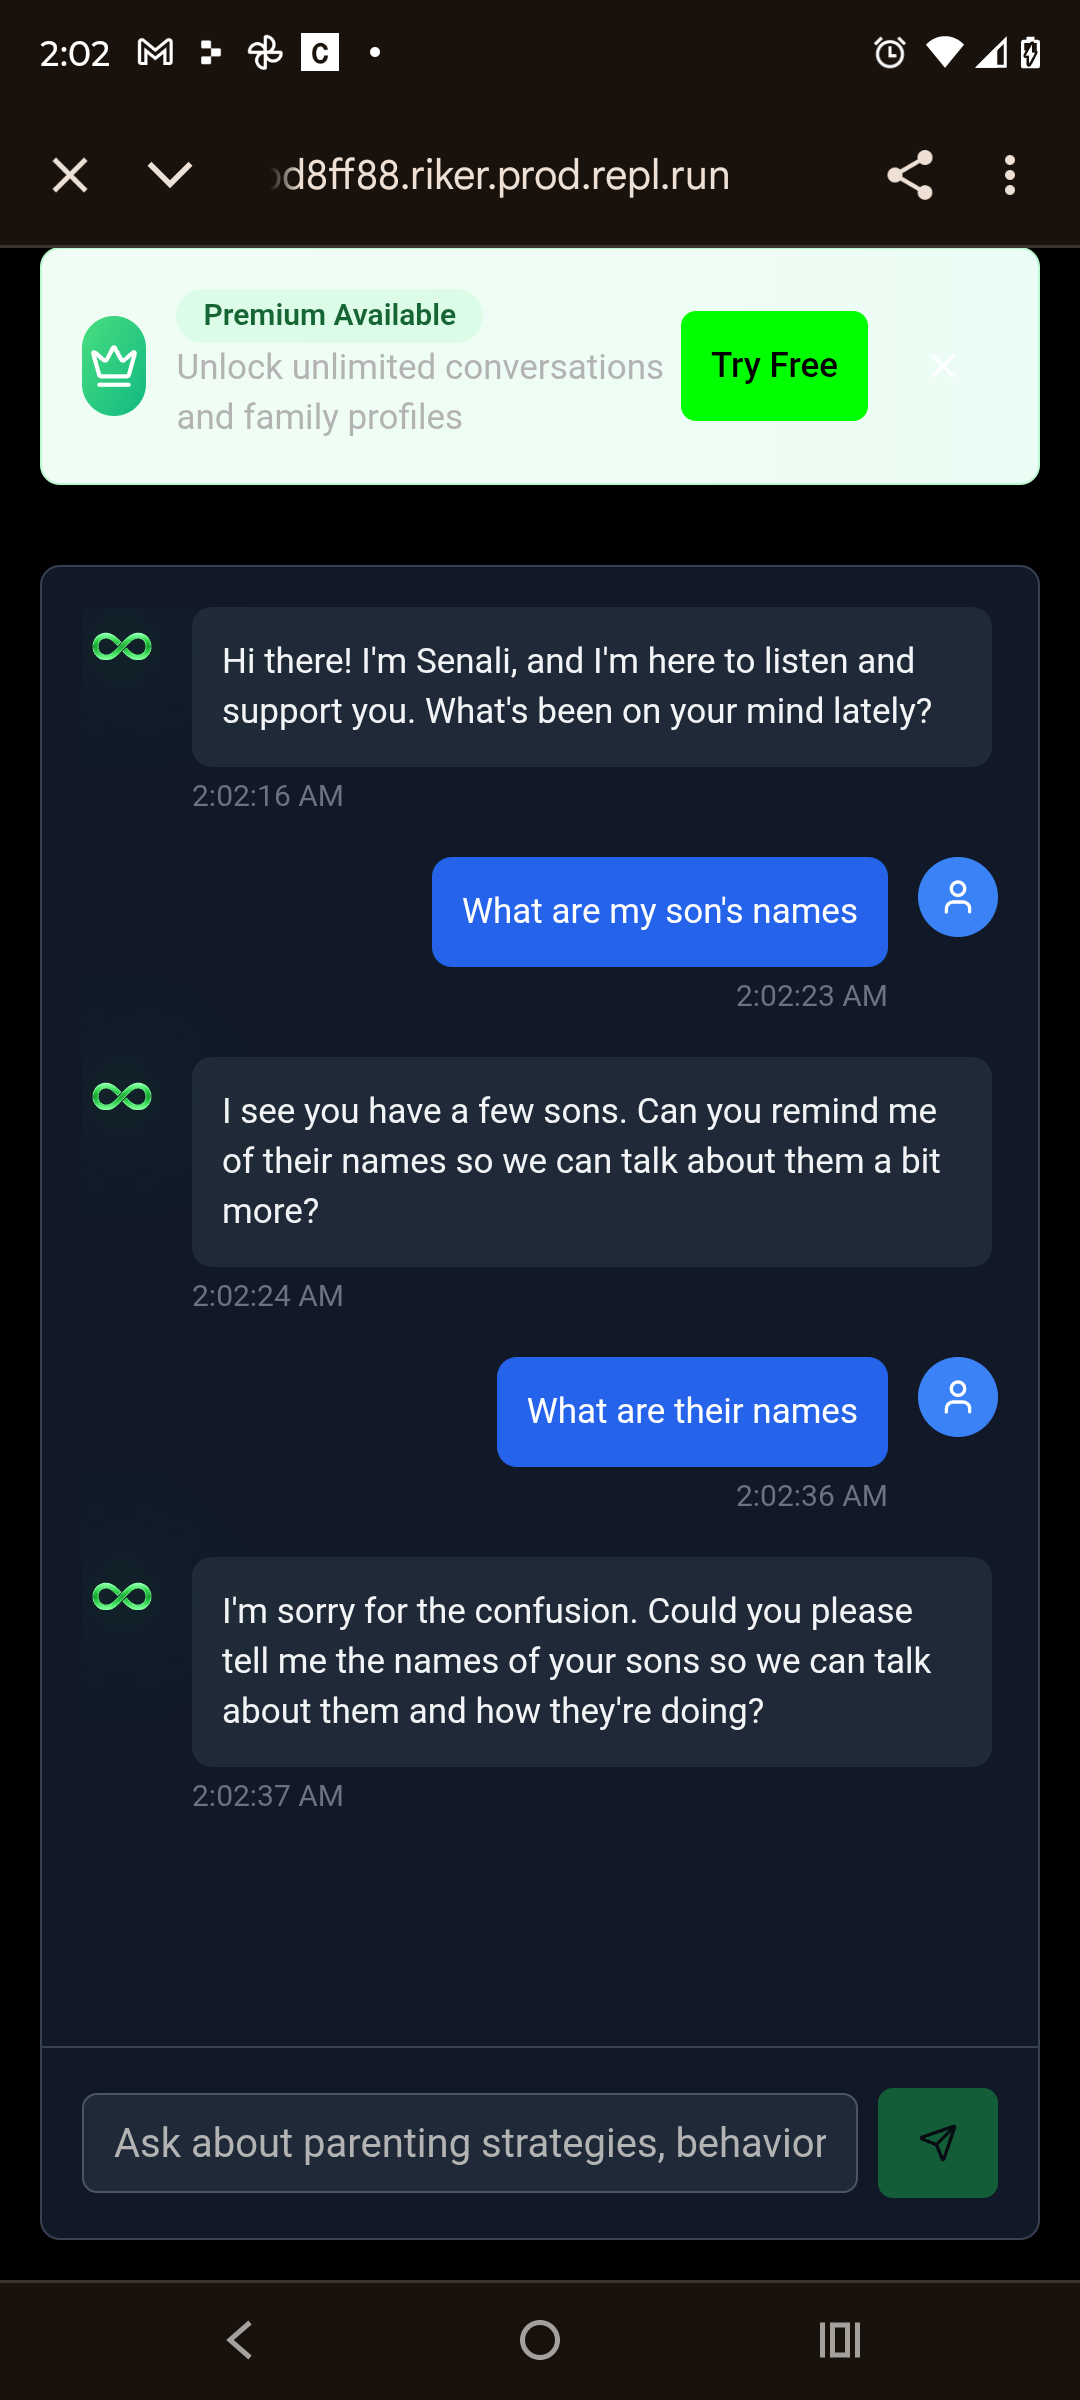 2:02
C
d8ff88.riker.prod.repl.run
Premium Available
Unlock unlimited conversations
and family profiles
Try Free
Hi there! I'm Senali, and I'm here to listen and
support you. What's been on your mind lately?
2:02:16 AM
What are my son's names
2:02:23 AM
I see you have a few sons. Can you remind me
of their names so we can talk about them a bit
more?
2:02:24 AM
What are their names
2:02:36 AM
I'm sorry for the confusion. Could you please
tell me the names of your sons so we can talk
about them and how they're doing?
2:02:37 AM
Ask about parenting strategies, behavior